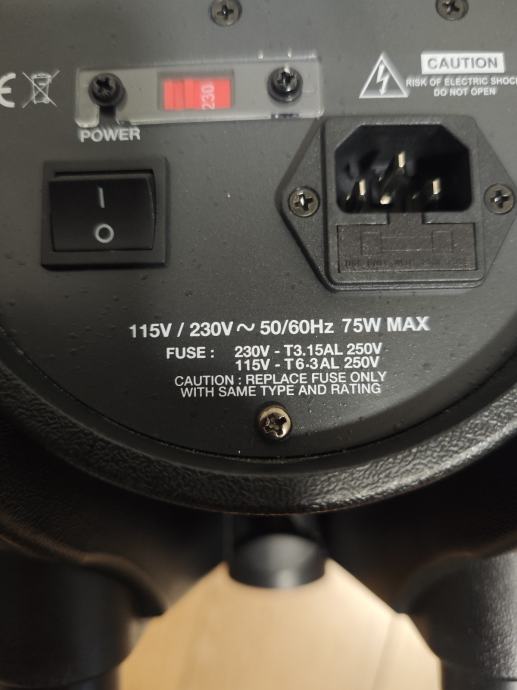 CE
230
CAUTION
RISK OF ELECTRIC SHOCK
DO NOT OPEN
POWER
I
O
115V / 230V～ 50/60Hz 75W MAX
FUSE : 230V - T3.15AL 250V
115V - T6-3AL 250V
CAUTION : REPLACE FUSE ONLY
WITH SAME TYPE AND RATING